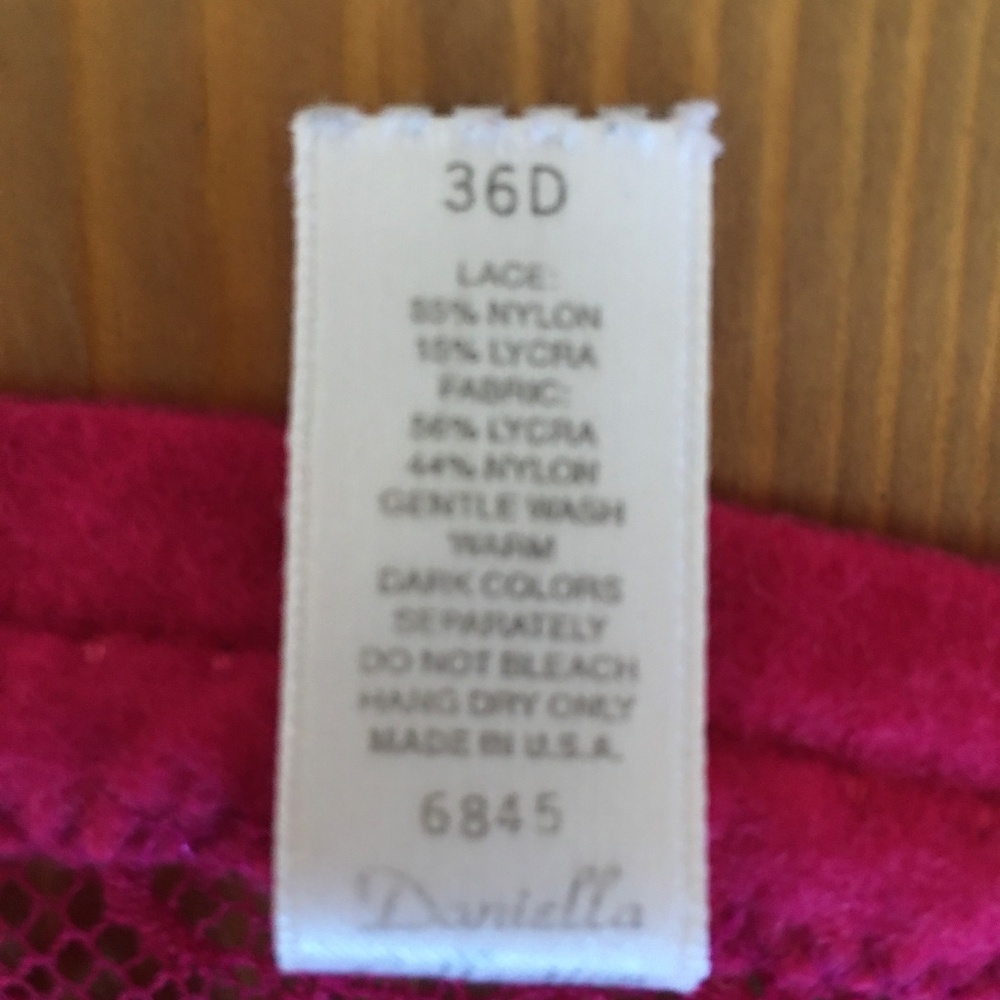 36D
LACE:
85% NYLON
15% LYCRA
FABRIC:
56% LYCRA
44% NYLON
GENTLE WASH
WARM
DARK COLORS
SEPARATELY
DO NOT BLEACH
HANG DRY ONLY
MADE IN U.S.A.
6845
Daniella